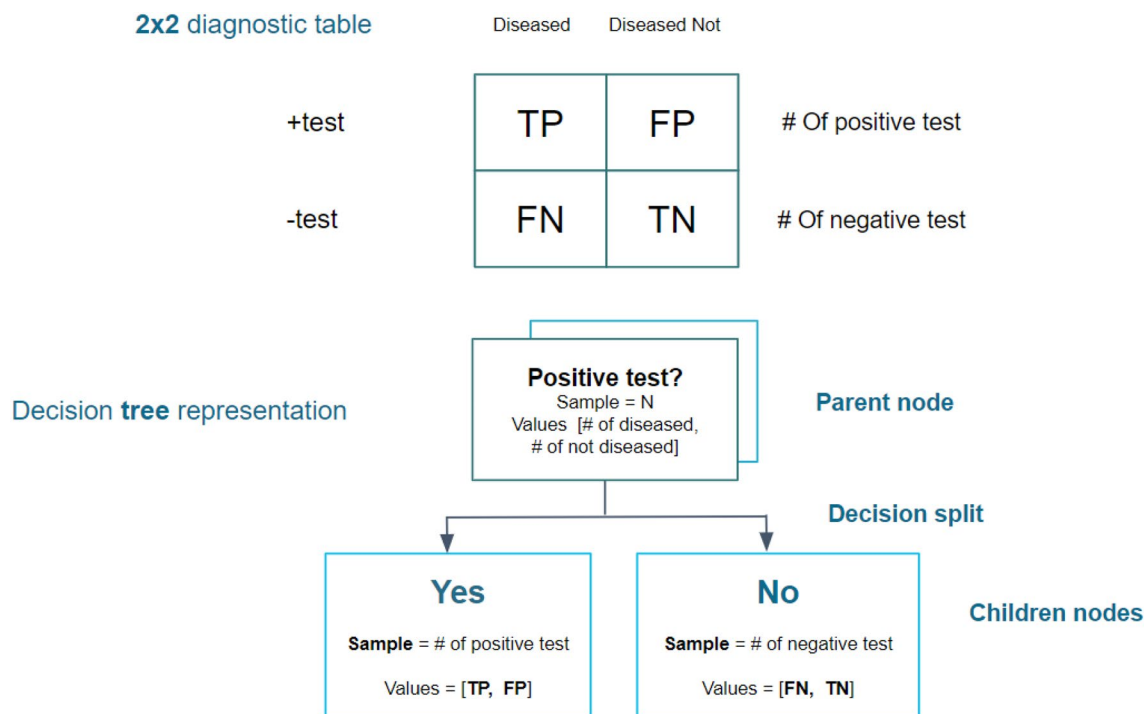 2x2 diagnostic table
Diseased
Diseased Not
+test
TP
FP
# Of positive test
-test
FN
TN
# Of negative test
Decision tree representation
Positive test?
Sample = N
Values [# of diseased,
# of not diseased]
Parent node
Decision split
Yes
Sample = # of positive test
Values = [TP, FP]
No
Sample = # of negative test
Values = [FN, TN]
Children nodes